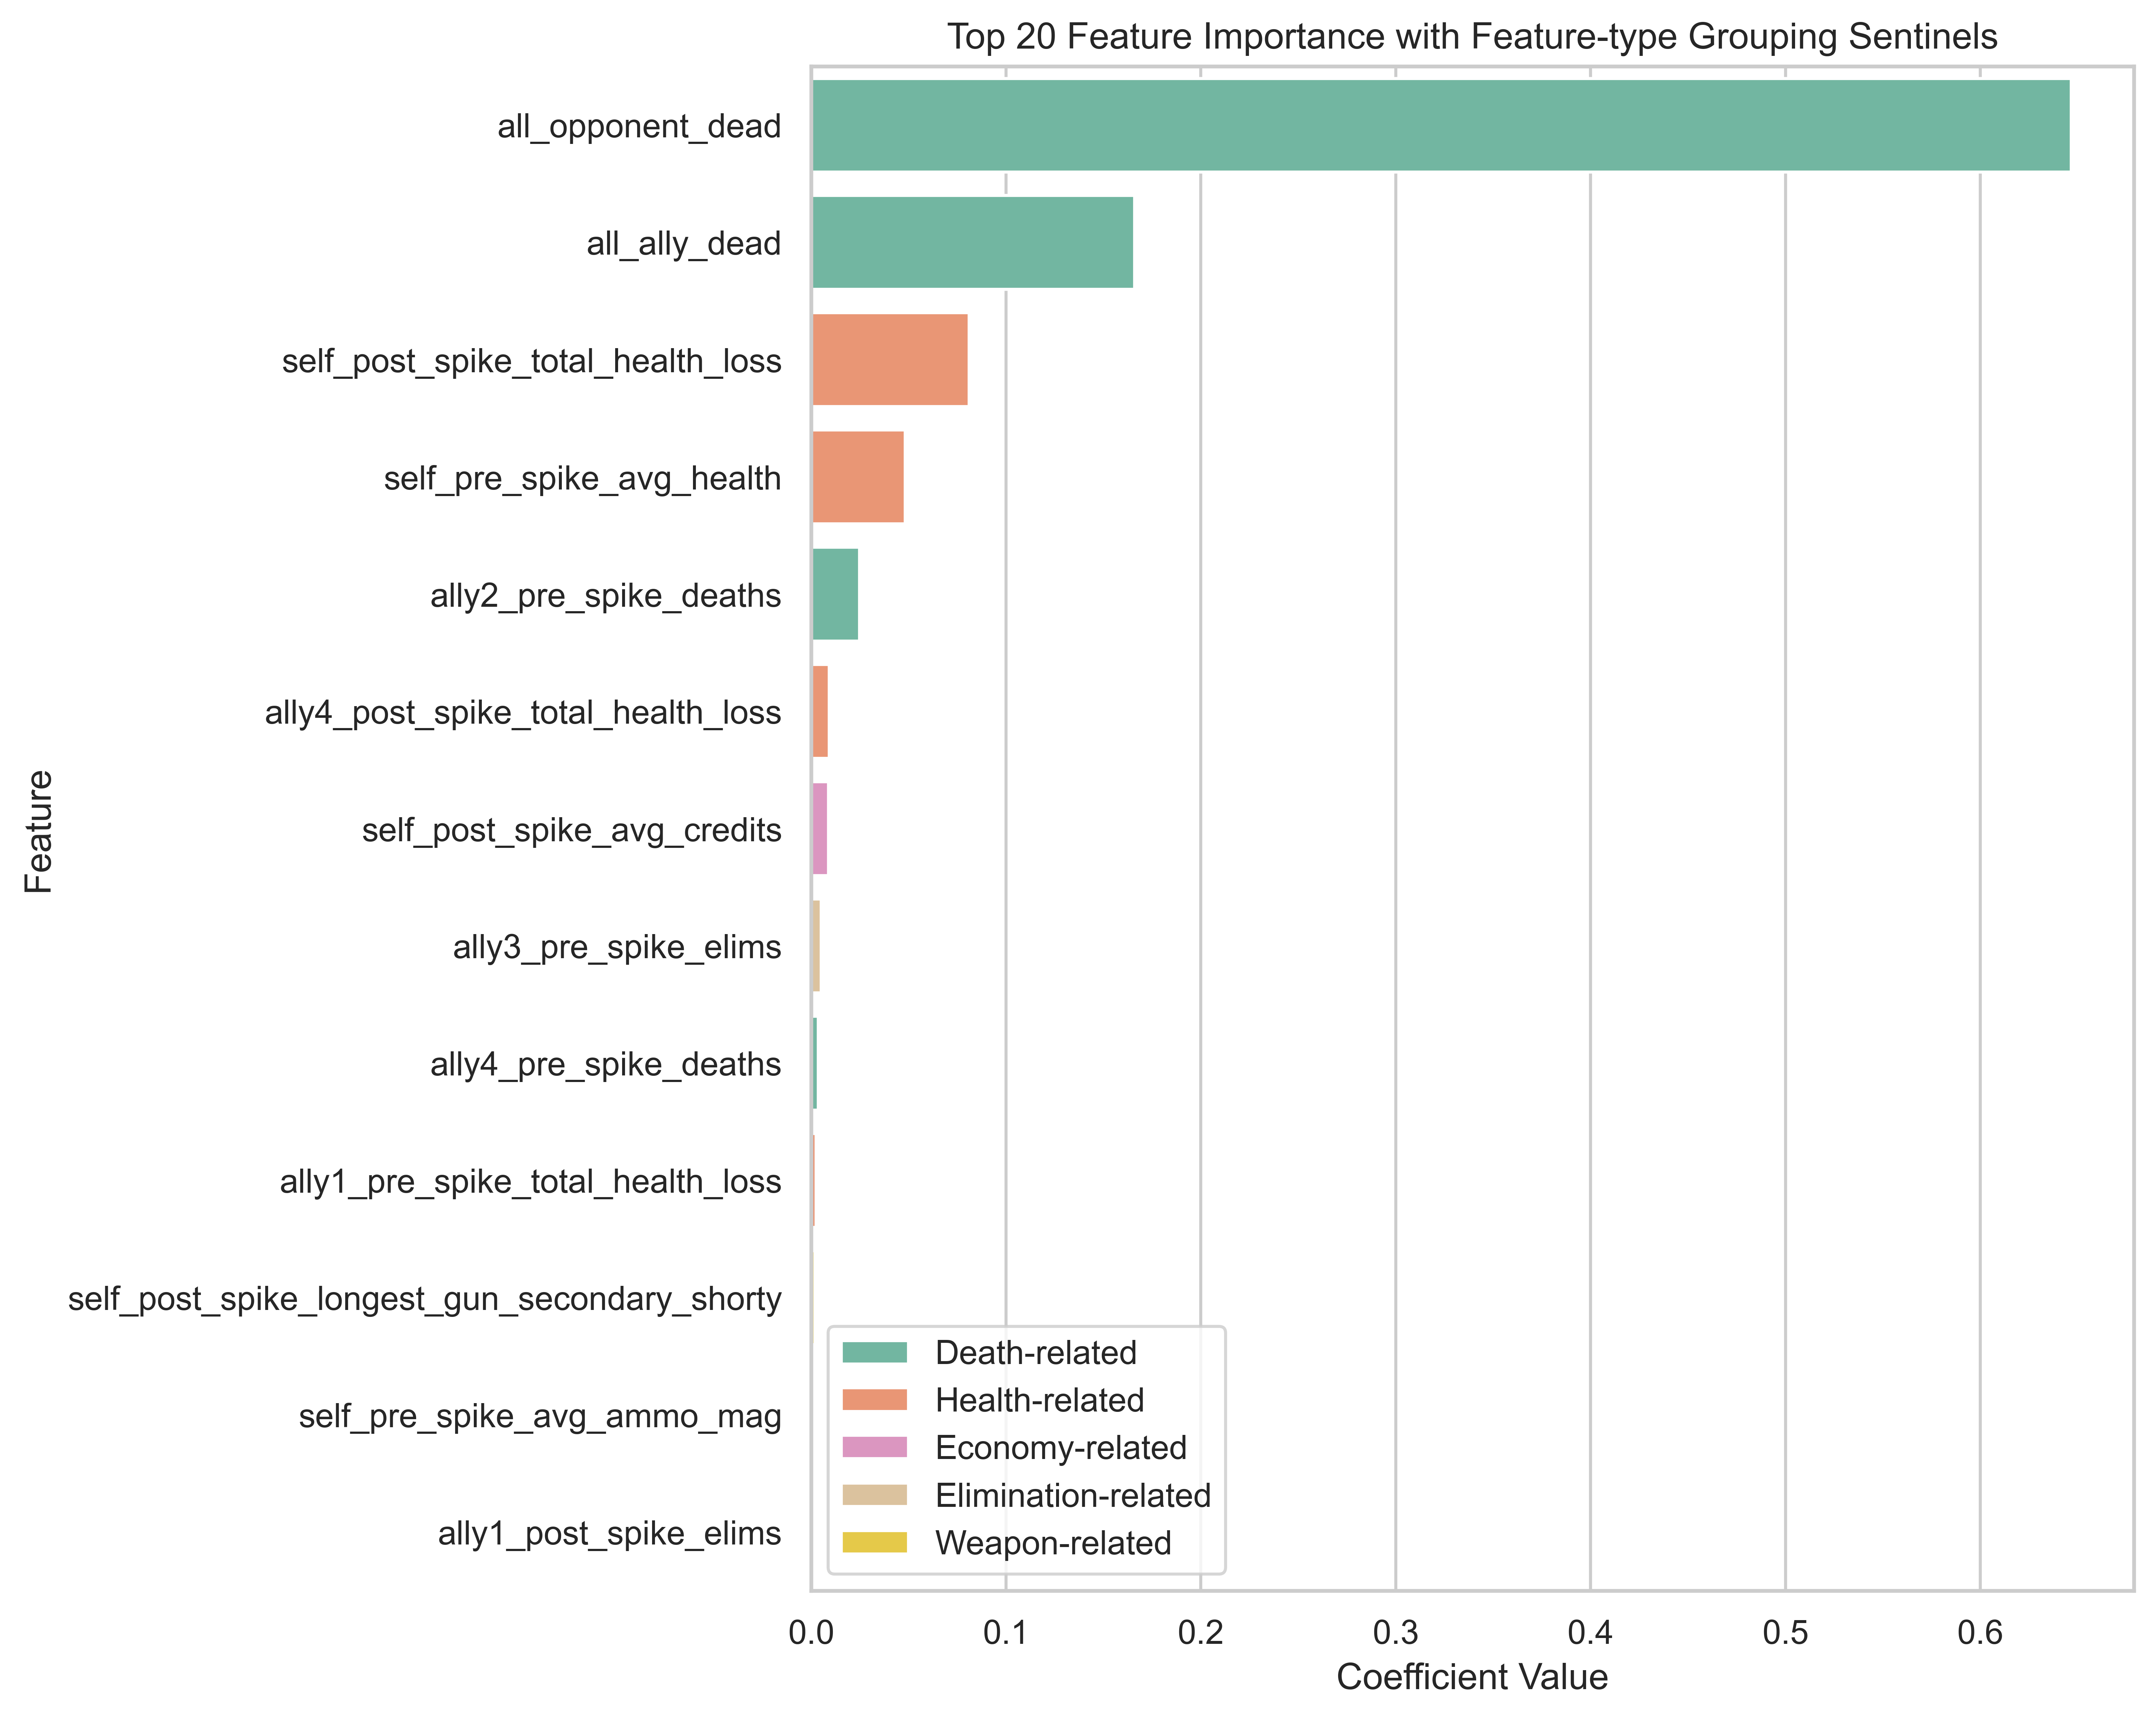 Top 20 Feature Importance with Feature-type Grouping Sentinels
Feature
all_opponent_dead
all_ally_dead
self_post_spike_total_health_loss
self_pre_spike_avg_health
ally2_pre_spike_deaths
ally4_post_spike_total_health_loss
self_post_spike_avg_credits
ally3_pre_spike_elims
ally4_pre_spike_deaths
ally1_pre_spike_total_health_loss
self_post_spike_longest_gun_secondary_shorty
self_pre_spike_avg_ammo_mag
ally1_post_spike_elims
Death-related
Health-related
Economy-related
Elimination-related
Weapon-related
0.0 0.1 0.2 0.3 0.4 0.5 0.6
Coefficient Value